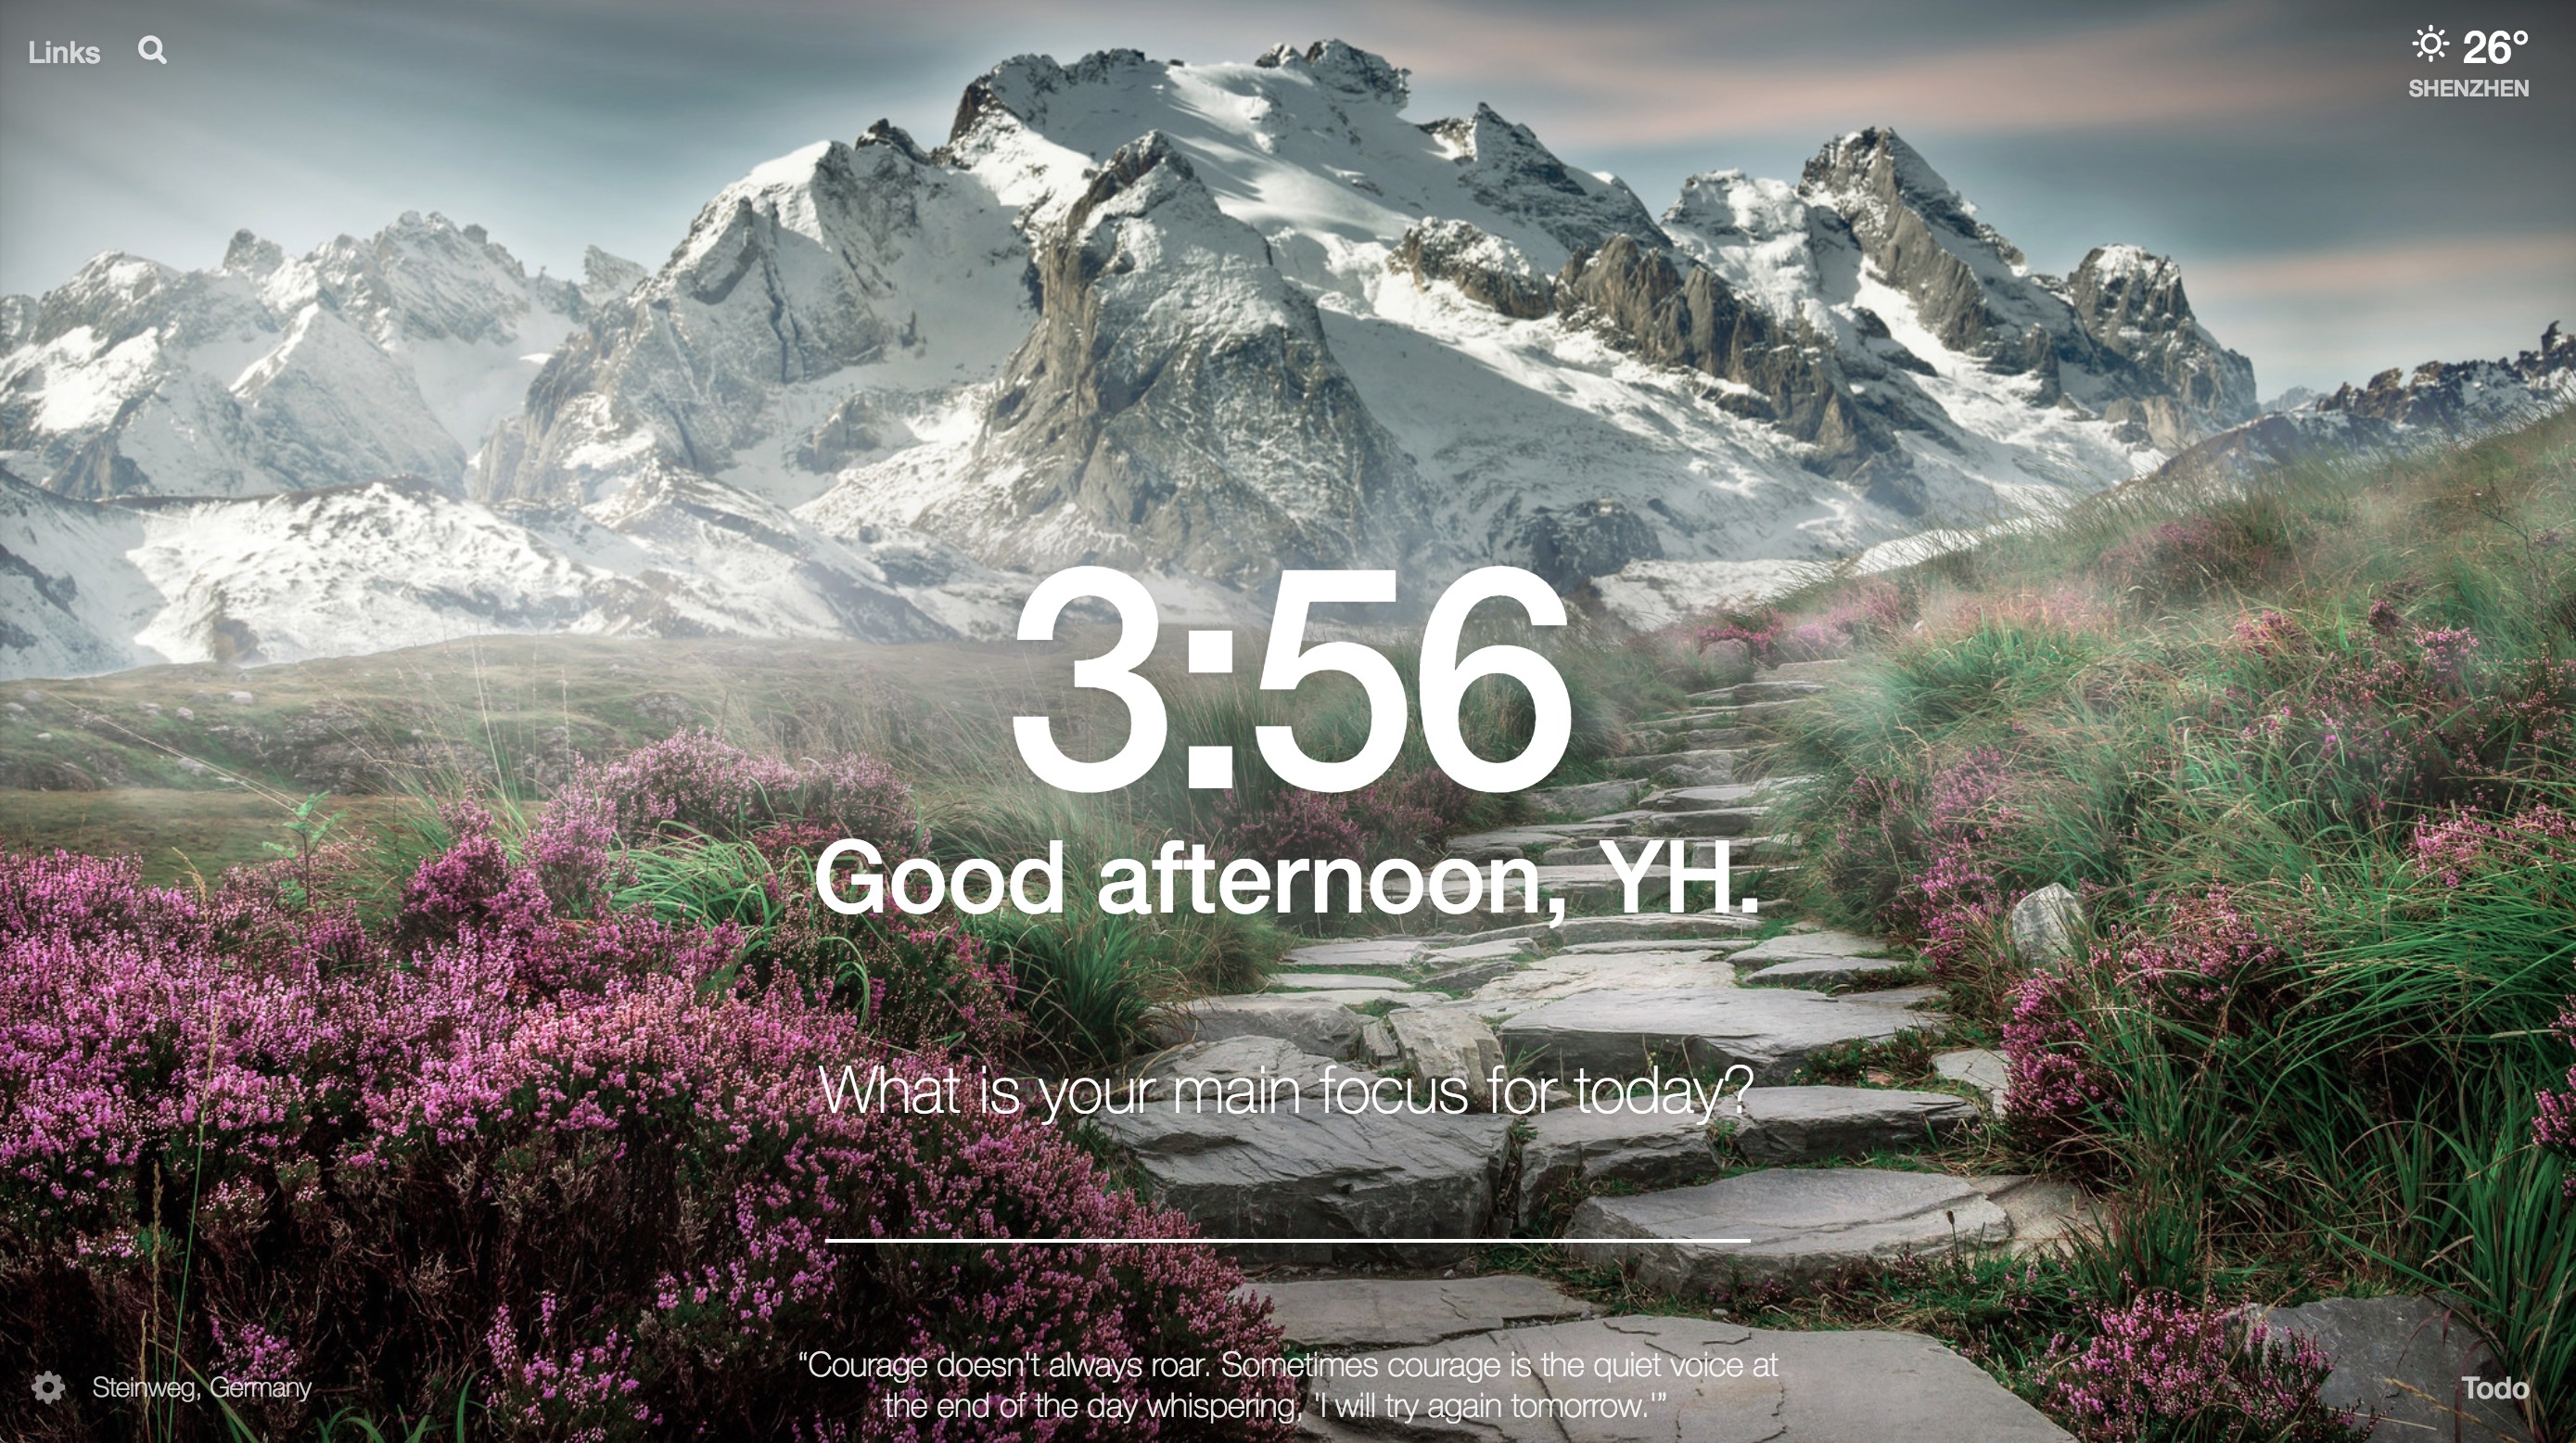 Links
26°
SHENZHEN
3:56
Good afternoon, YH.
What is your main focus for today?
“Courage doesn't always roar. Sometimes courage is the quiet voice at
the end of the day whispering, 'I will try again tomorrow.'”
Steinweg, Germany
Todo